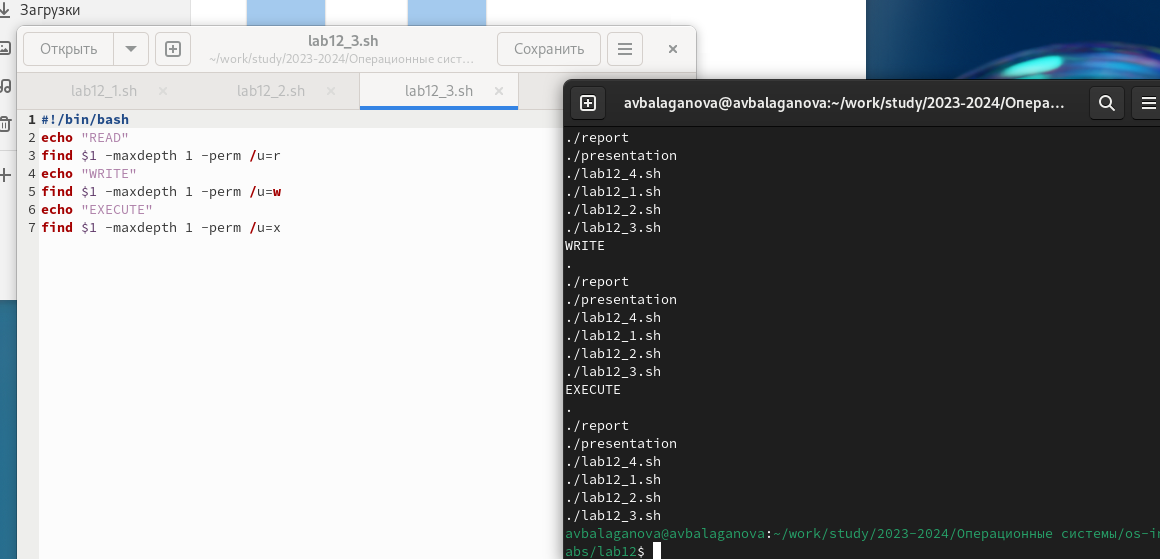 Загрузки
Открыть
lab12_3.sh
~/work/study/2023-2024/Операционные сист...
Сохранить
lab12_1.sh
lab12_2.sh
lab12_3.sh
1 #!/bin/bash
2 echo "READ"
3 find $1 -maxdepth 1 -perm /u=r
4 echo "WRITE"
5 find $1 -maxdepth 1 -perm /u=w
6 echo "EXECUTE"
7 find $1 -maxdepth 1 -perm /u=x
avbalaganova@avbalaganova:~/work/study/2023-2024/Опера...
./report
./presentation
./lab12_4.sh
./lab12_1.sh
./lab12_2.sh
./lab12_3.sh
WRITE
.
./report
./presentation
./lab12_4.sh
./lab12_1.sh
./lab12_2.sh
./lab12_3.sh
EXECUTE
.
./report
./presentation
./lab12_4.sh
./lab12_1.sh
./lab12_2.sh
./lab12_3.sh
avbalaganova@avbalaganova:~/work/study/2023-2024/Операционные системы/os-in
abs/lab12$